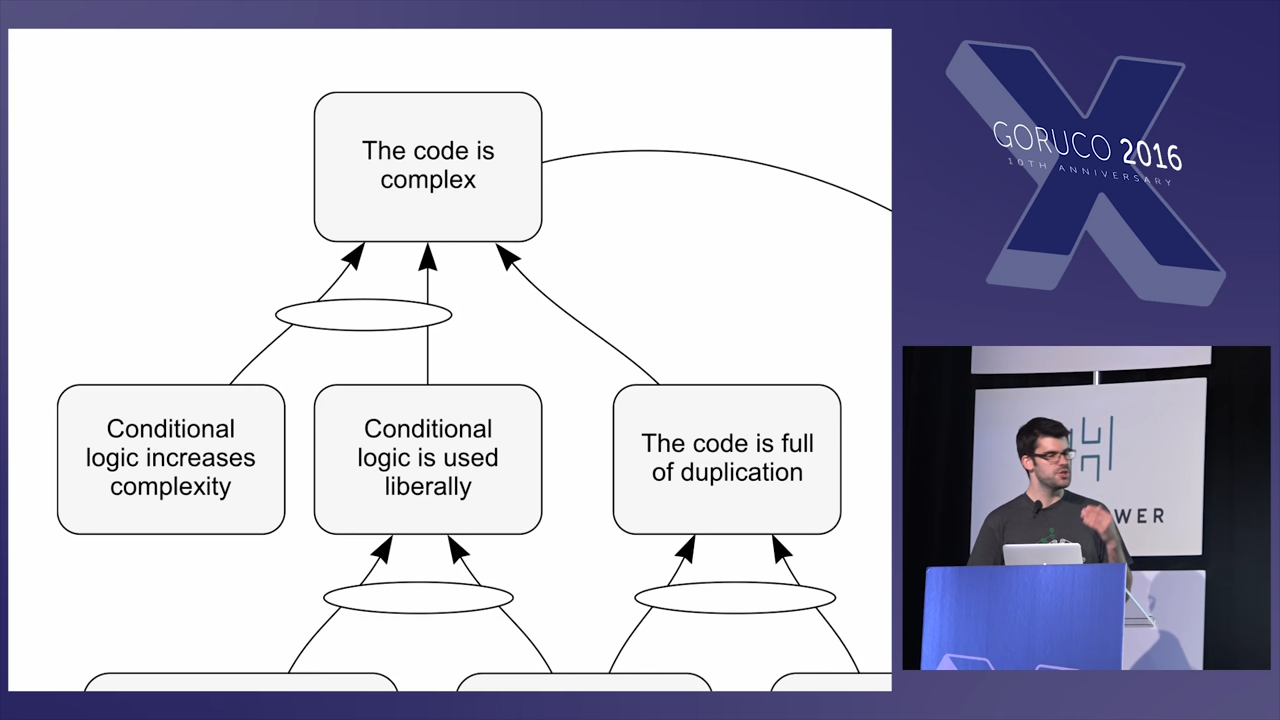 The code is
complex
Conditional
logic increases
complexity
Conditional
logic is used
liberally
The code is full
of duplication
GORUCO 2016
10TH ANNIVERSARY
WER